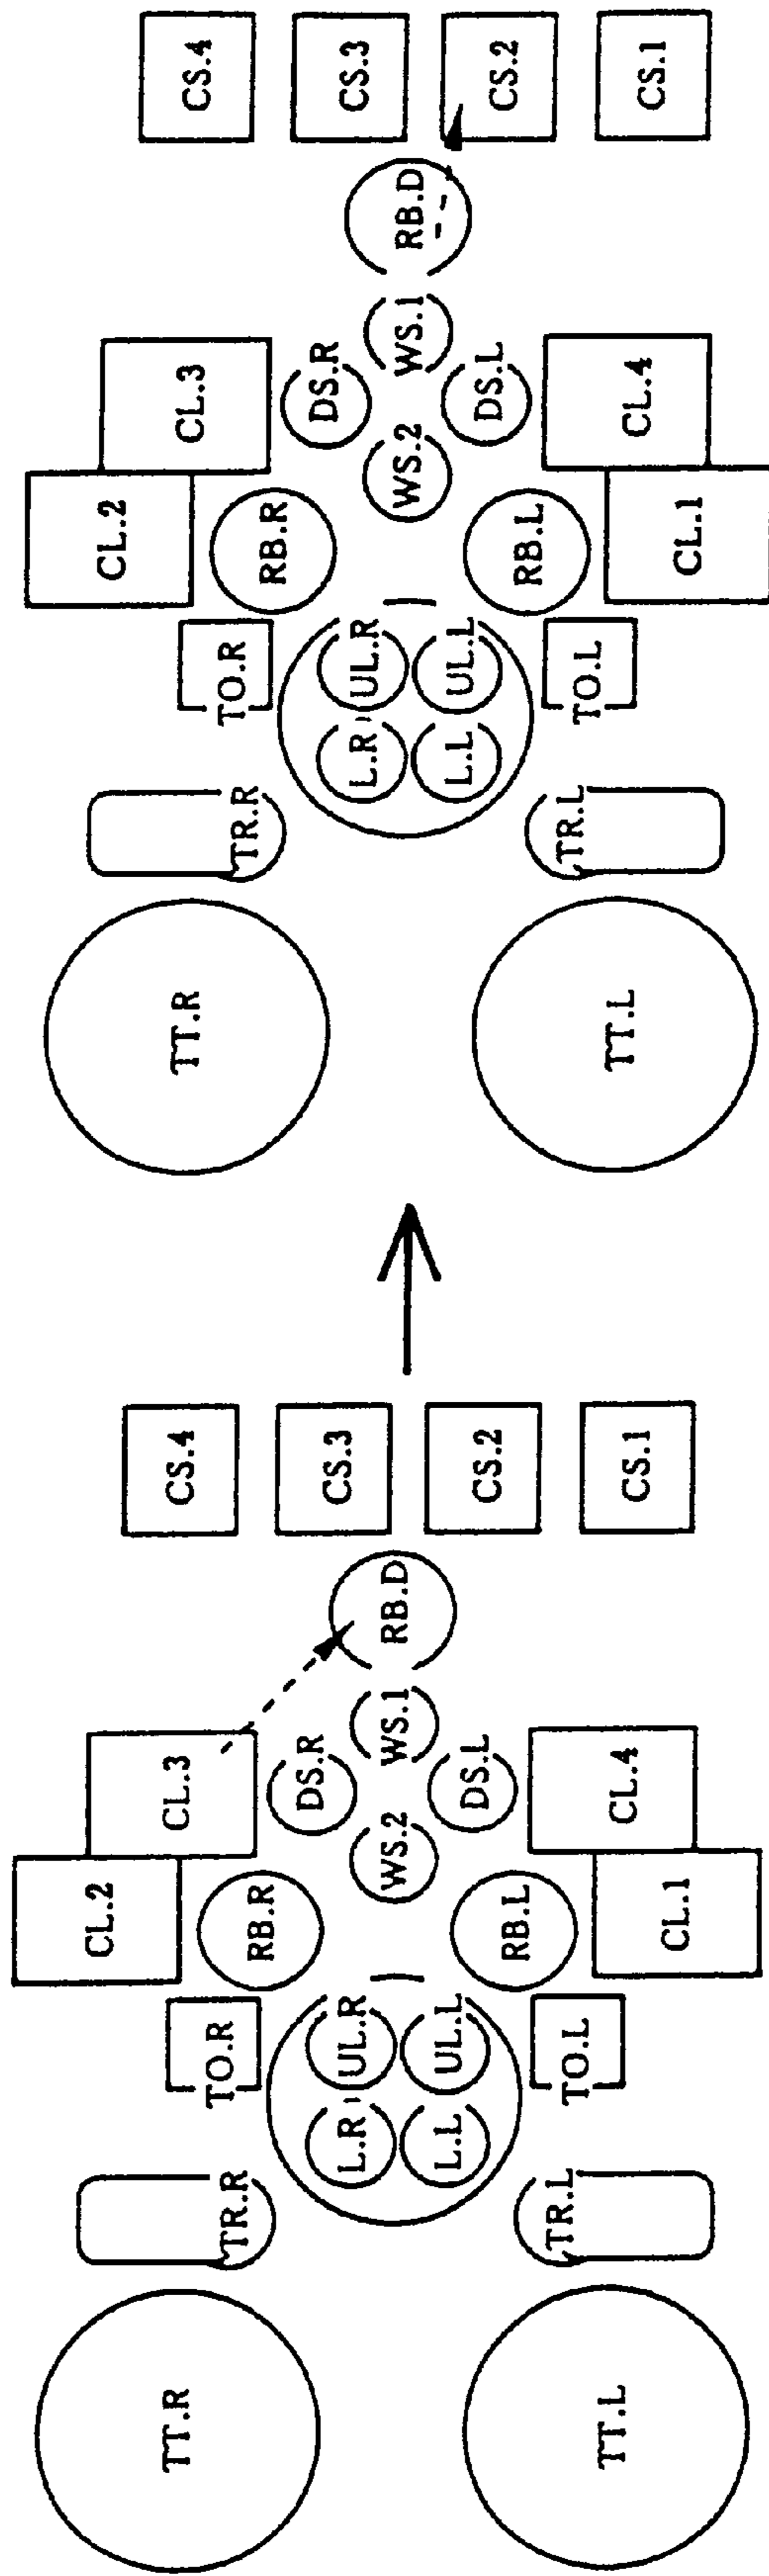 TT.R
TT.L
TR.R
TR.L
TO.R
TO.L
L.R
UL.R
L.L
UL.L
CL.2
CL.3
RB.R
RB.L
DS.R
DS.L
WS.2
WS.1
CL.1
CL.4
RB.D
CS.4
CS.3
CS.2
CS.1
TT.R
TT.L
TR.R
TR.L
TO.R
TO.L
L.R
UL.R
L.L
UL.L
CL.2
CL.3
RB.R
RB.L
DS.R
DS.L
WS.2
WS.1
CL.1
CL.4
RB.D
CS.4
CS.3
CS.2
CS.1